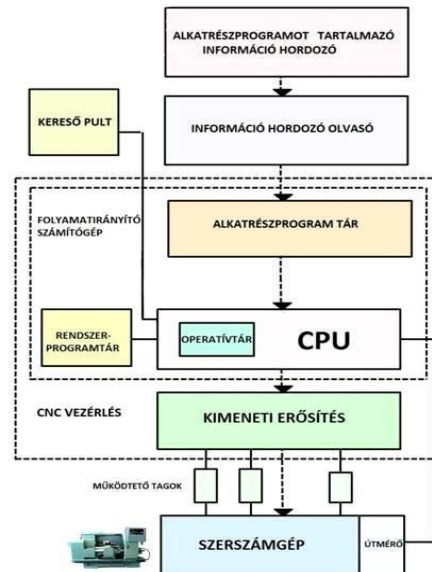 ALKATRÉSZPROGRAMOT TARTALMAZÓ
INFORMÁCIÓ HORDOZÓ
KERESŐ PULT
INFORMÁCIÓ HORDOZÓ OLVASÓ
FOLYAMATIRÁNYÍTÓ
SZÁMÍTÓGÉP
ALKATRÉSZPROGRAM TÁR
RENDSZER-
PROGRAMTÁR
OPERATÍVTÁR
CPU
CNC VEZÉRLÉS
KIMENETI ERŐSÍTÉS
MŰKÖDTETŐ TAGOK
SZERSZÁMGÉP
ÚTMÉRŐ